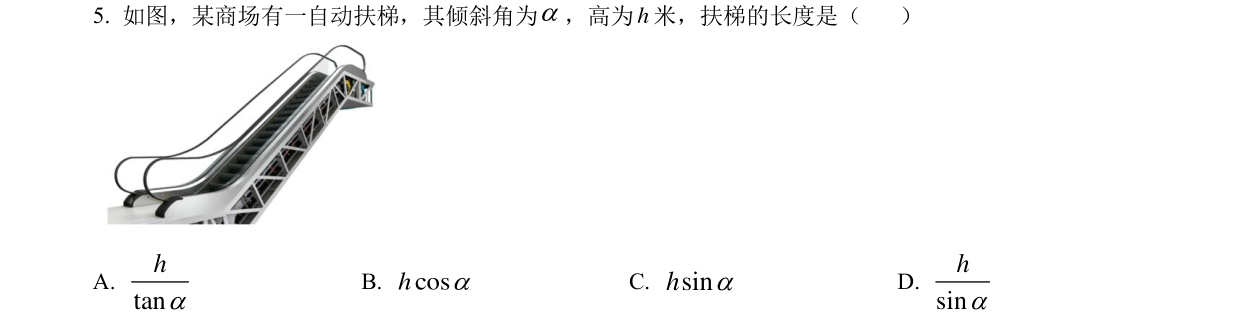 5. 如图，某商场有一自动扶梯，其倾斜角为α，高为h米，扶梯的长度是（　　）
A. h/tanα B. hcosα C. hsinα D. h/sinα